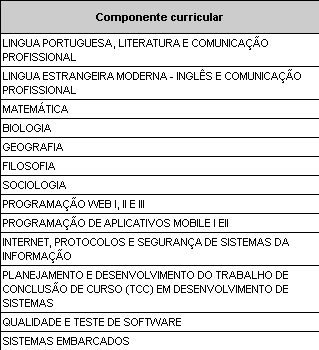 Componente curricular
LINGUA PORTUGUESA, LITERATURA E COMUNICAÇÃO
PROFISSIONAL
LINGUA ESTRANGEIRA MODERNA - INGLÊS E COMUNICAÇÃO
PROFISSIONAL
MATEMÁTICA
BIOLOGIA
GEOGRAFIA
FILOSOFIA
SOCIOLOGIA
PROGRAMAÇÃO WEB I, II E III
PROGRAMAÇÃO DE APLICATIVOS MOBILE I EII
INTERNET, PROTOCOLOS E SEGURANÇA DE SISTEMAS DA
INFORMAÇÃO
PLANEJAMENTO E DESENVOLVIMENTO DO TRABALHO DE
CONCLUSÃO DE CURSO (TCC) EM DESENVOLVIMENTO DE
SISTEMAS
QUALIDADE E TESTE DE SOFTWARE
SISTEMAS EMBARCADOS